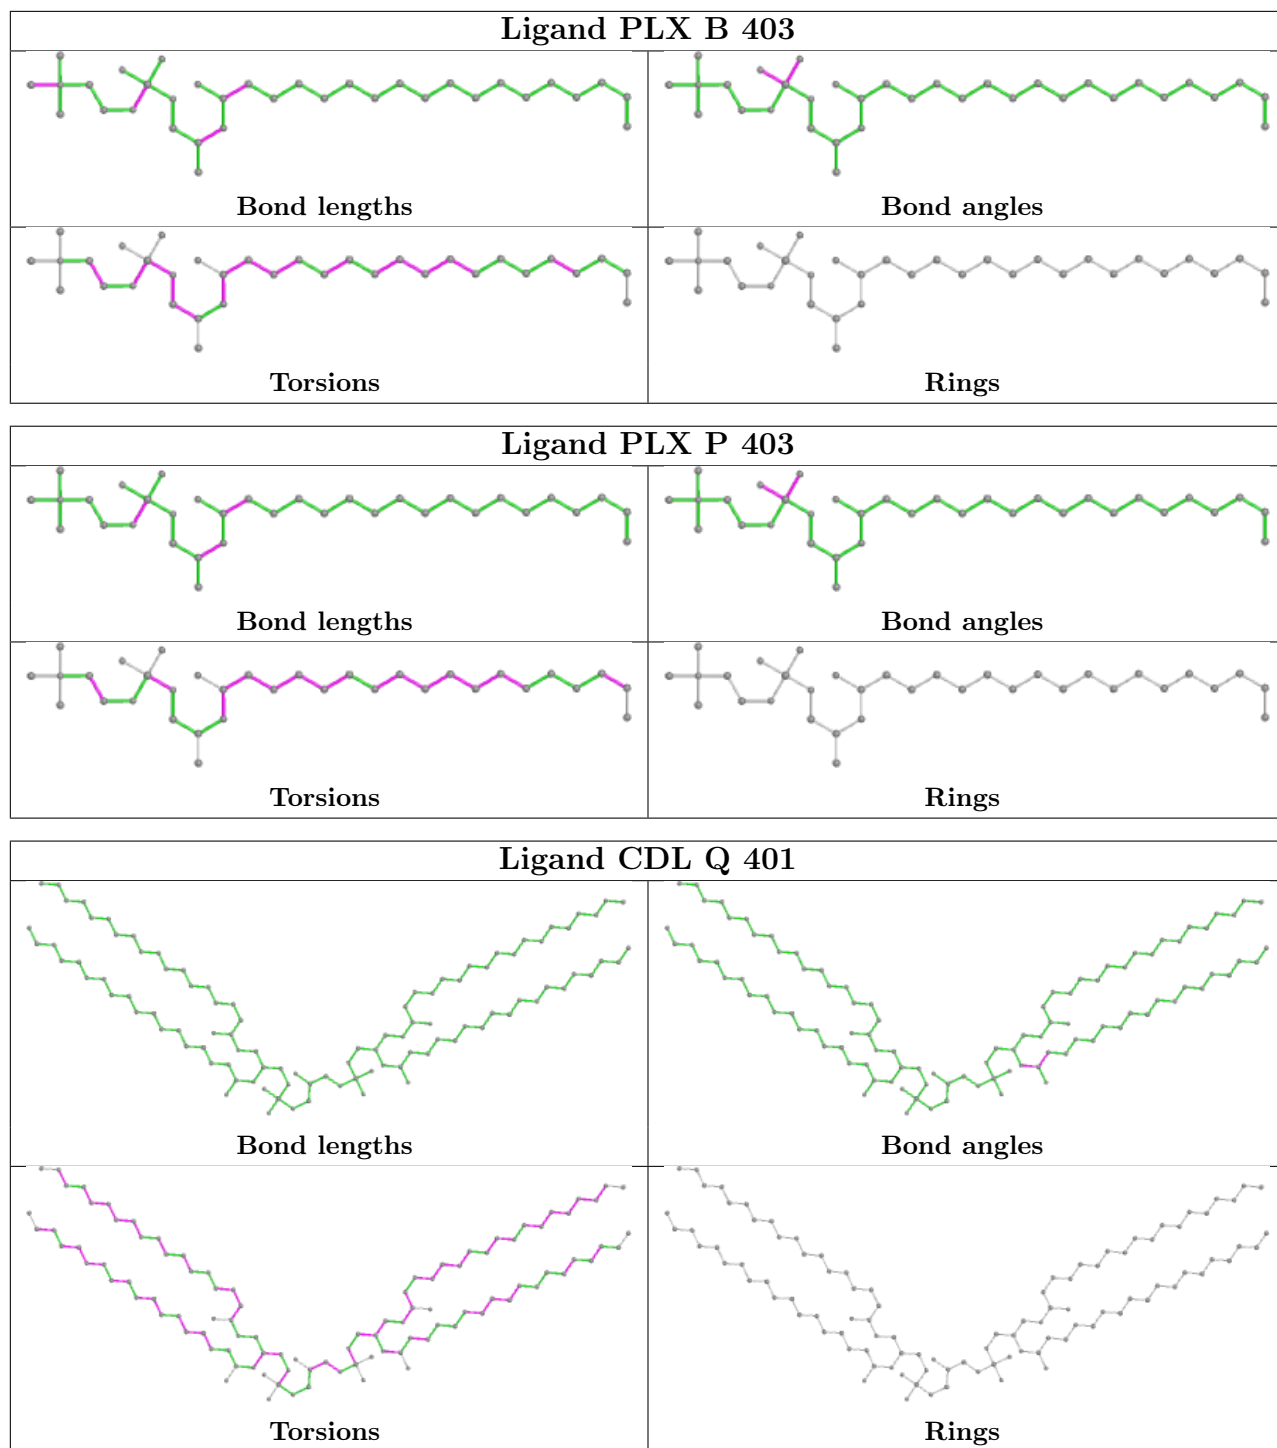 Ligand PLX B 403
Bond lengths
Bond angles
Torsions
Rings
Ligand PLX P 403
Bond lengths
Bond angles
Torsions
Rings
Ligand CDL Q 401
Bond lengths
Bond angles
Torsions
Rings